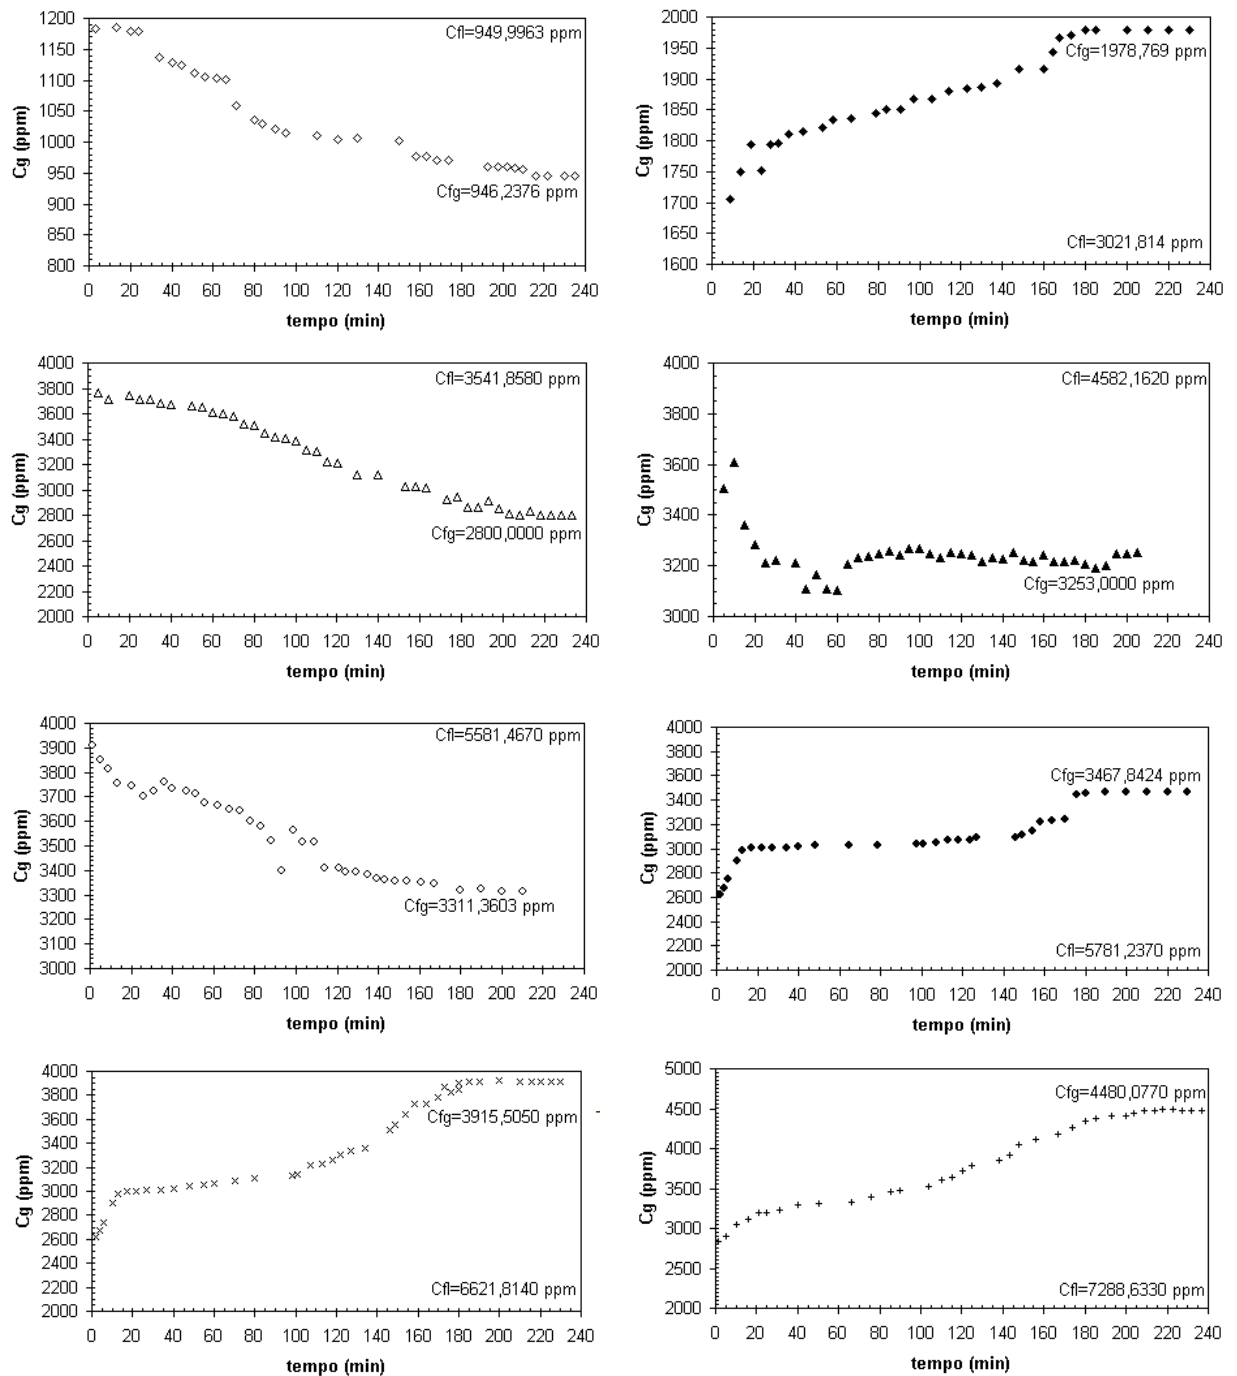 1200
1150
1100
1050
1000
950
900
850
800
Cg (ppm)
Cfl=949,9963 ppm
Cfg=946,2376 ppm
0 20 40 60 80 100 120 140 160 180 200 220 240
tempo (min)
2000
1950
1900
1850
1800
1750
1700
1650
1600
Cg (ppm)
Cfg=1978,769 ppm
Cfl=3021,814 ppm
0 20 40 60 80 100 120 140 160 180 200 220 240
tempo (min)
4000
3800
3600
3400
3200
3000
2800
2600
2400
2200
2000
Cg (ppm)
Cfl=3541,8580 ppm
Cfg=2800,0000 ppm
0 20 40 60 80 100 120 140 160 180 200 220 240
tempo (min)
4000
3800
3600
3400
3200
3000
Cg (ppm)
Cfl=4582,1620 ppm
Cfg=3253,0000 ppm
0 20 40 60 80 100 120 140 160 180 200 220 240
tempo (min)
4000
3900
3800
3700
3600
3500
3400
3300
3200
3100
3000
Cg (ppm)
Cfl=5581,4670 ppm
Cfg=3311,3603 ppm
0 20 40 60 80 100 120 140 160 180 200 220 240
tempo (min)
4000
3800
3600
3400
3200
3000
2800
2600
2400
2200
2000
Cg (ppm)
Cfg=3467,8424 ppm
Cfl=5781,2370 ppm
0 20 40 60 80 100 120 140 160 180 200 220 240
tempo (min)
4000
3800
3600
3400
3200
3000
2800
2600
2400
2200
2000
Cg (ppm)
Cfg=3915,5050 ppm
Cfl=6621,8140 ppm
0 20 40 60 80 100 120 140 160 180 200 220 240
tempo (min)
5000
4500
4000
3500
3000
2500
2000
Cg (ppm)
Cfg=4480,0770 ppm
Cfl=7288,6330 ppm
0 20 40 60 80 100 120 140 160 180 200 220 240
tempo (min)